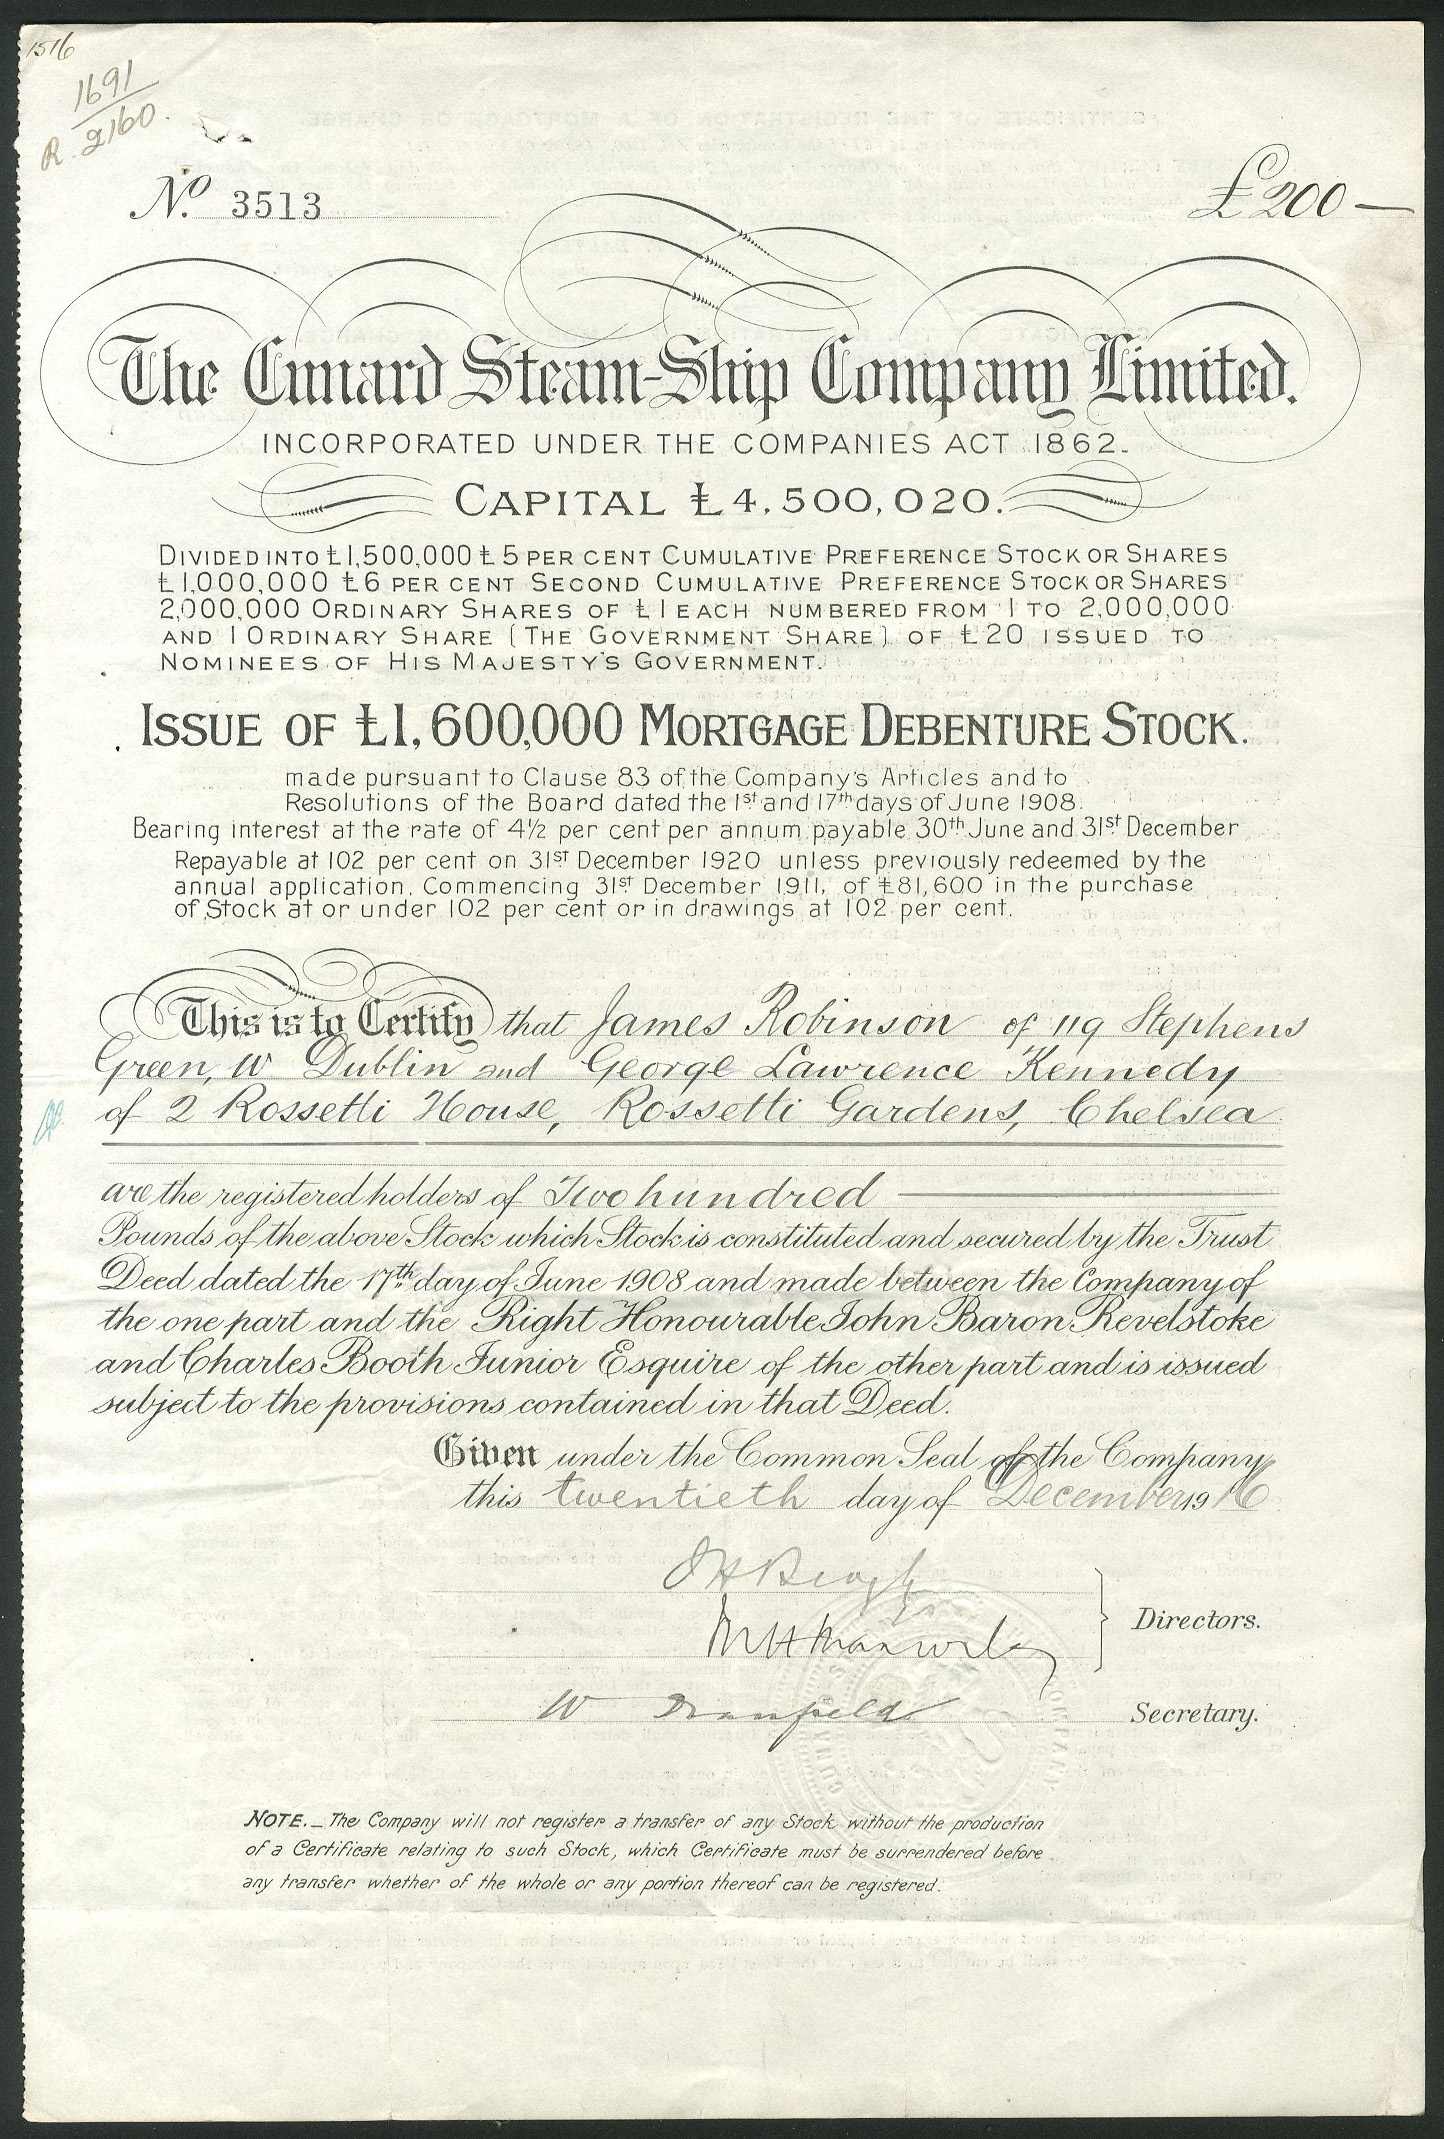 1516
1691
R. 2160.
No. 3513
£200 —
The Cunard Steam-Ship Company Limited.
INCORPORATED UNDER THE COMPANIES ACT 1862.
CAPITAL £4,500,020.
DIVIDED INTO £1,500,000 £5 PER CENT CUMULATIVE PREFERENCE STOCK OR SHARES
£1,000,000 £6 PER CENT SECOND CUMULATIVE PREFERENCE STOCK OR SHARES
2,000,000 ORDINARY SHARES OF £1 EACH NUMBERED FROM 1 TO 2,000,000
AND 1 ORDINARY SHARE (THE GOVERNMENT SHARE) OF £20 ISSUED TO
NOMINEES OF HIS MAJESTY'S GOVERNMENT.
ISSUE OF £1,600,000 MORTGAGE DEBENTURE STOCK.
made pursuant to Clause 83 of the Company's Articles and to
Resolutions of the Board dated the 1st and 17th days of June 1908.
Bearing interest at the rate of 4½ per cent per annum payable 30th June and 31st December
Repayable at 102 per cent on 31st December 1920 unless previously redeemed by the
annual application, Commencing 31st December 1911, of £81,600 in the purchase
of Stock at or under 102 per cent or in drawings at 102 per cent.
This is to Certify that James Robinson of 119 Stephens
Green, W Dublin and George Lawrence Kennedy
of 2 Rossetti House, Rossetti Gardens, Chelsea
are the registered holders of Two hundred
Pounds of the above Stock which Stock is constituted and secured by the Trust
Deed dated the 17th day of June 1908 and made between the Company of
the one part and the Right Honourable John Baron Revelstoke
and Charles Booth Junior Esquire of the other part and is issued
subject to the provisions contained in that Deed.
Given under the Common Seal of the Company
this twentieth day of December 1916
Directors.
W Dranfield
Secretary.
NOTE._ The Company will not register a transfer of any Stock without the production
of a Certificate relating to such Stock, which Certificate must be surrendered before
any transfer whether of the whole or any portion thereof can be registered.